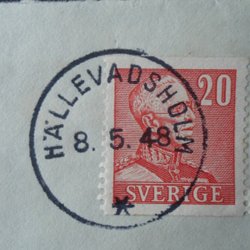 HÄLLEVADSHOLM
8. 5. 48
20
SVERIGE